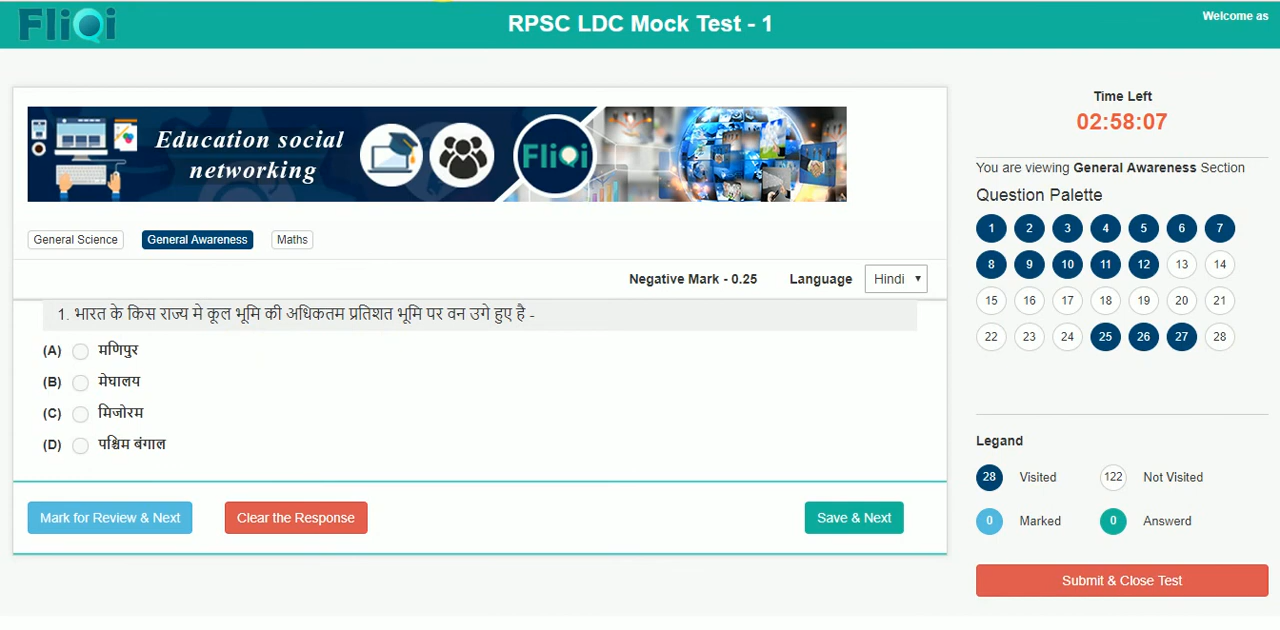 FliQi
RPSC LDC Mock Test - 1
Welcome as
Education social
networking
FliQi
General Science
General Awareness
Maths
Negative Mark - 0.25
Language
Hindi
1. भारत के किस राज्य मे कूल भूमि की अधिकतम प्रतिशत भूमि पर वन उगे हुए है -
(A) मणिपुर
(B) मेघालय
(C) मिजोरम
(D) पश्चिम बंगाल
Mark for Review & Next
Clear the Response
Save & Next
Time Left
02:58:07
You are viewing General Awareness Section
Question Palette
1 2 3 4 5 6 7
8 9 10 11 12 13 14
15 16 17 18 19 20 21
22 23 24 25 26 27 28
Legand
28 Visited 122 Not Visited
0 Marked 0 Answerd
Submit & Close Test